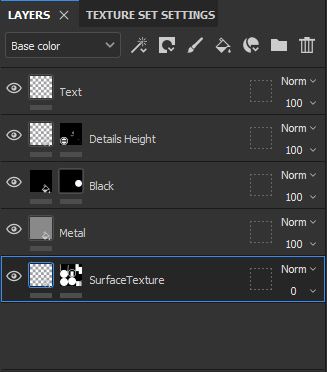 LAYERS × TEXTURE SET SETTINGS
Base color
Text Norm
100
Details Height Norm
100
Black Norm
100
Metal Norm
100
SurfaceTexture Norm
0